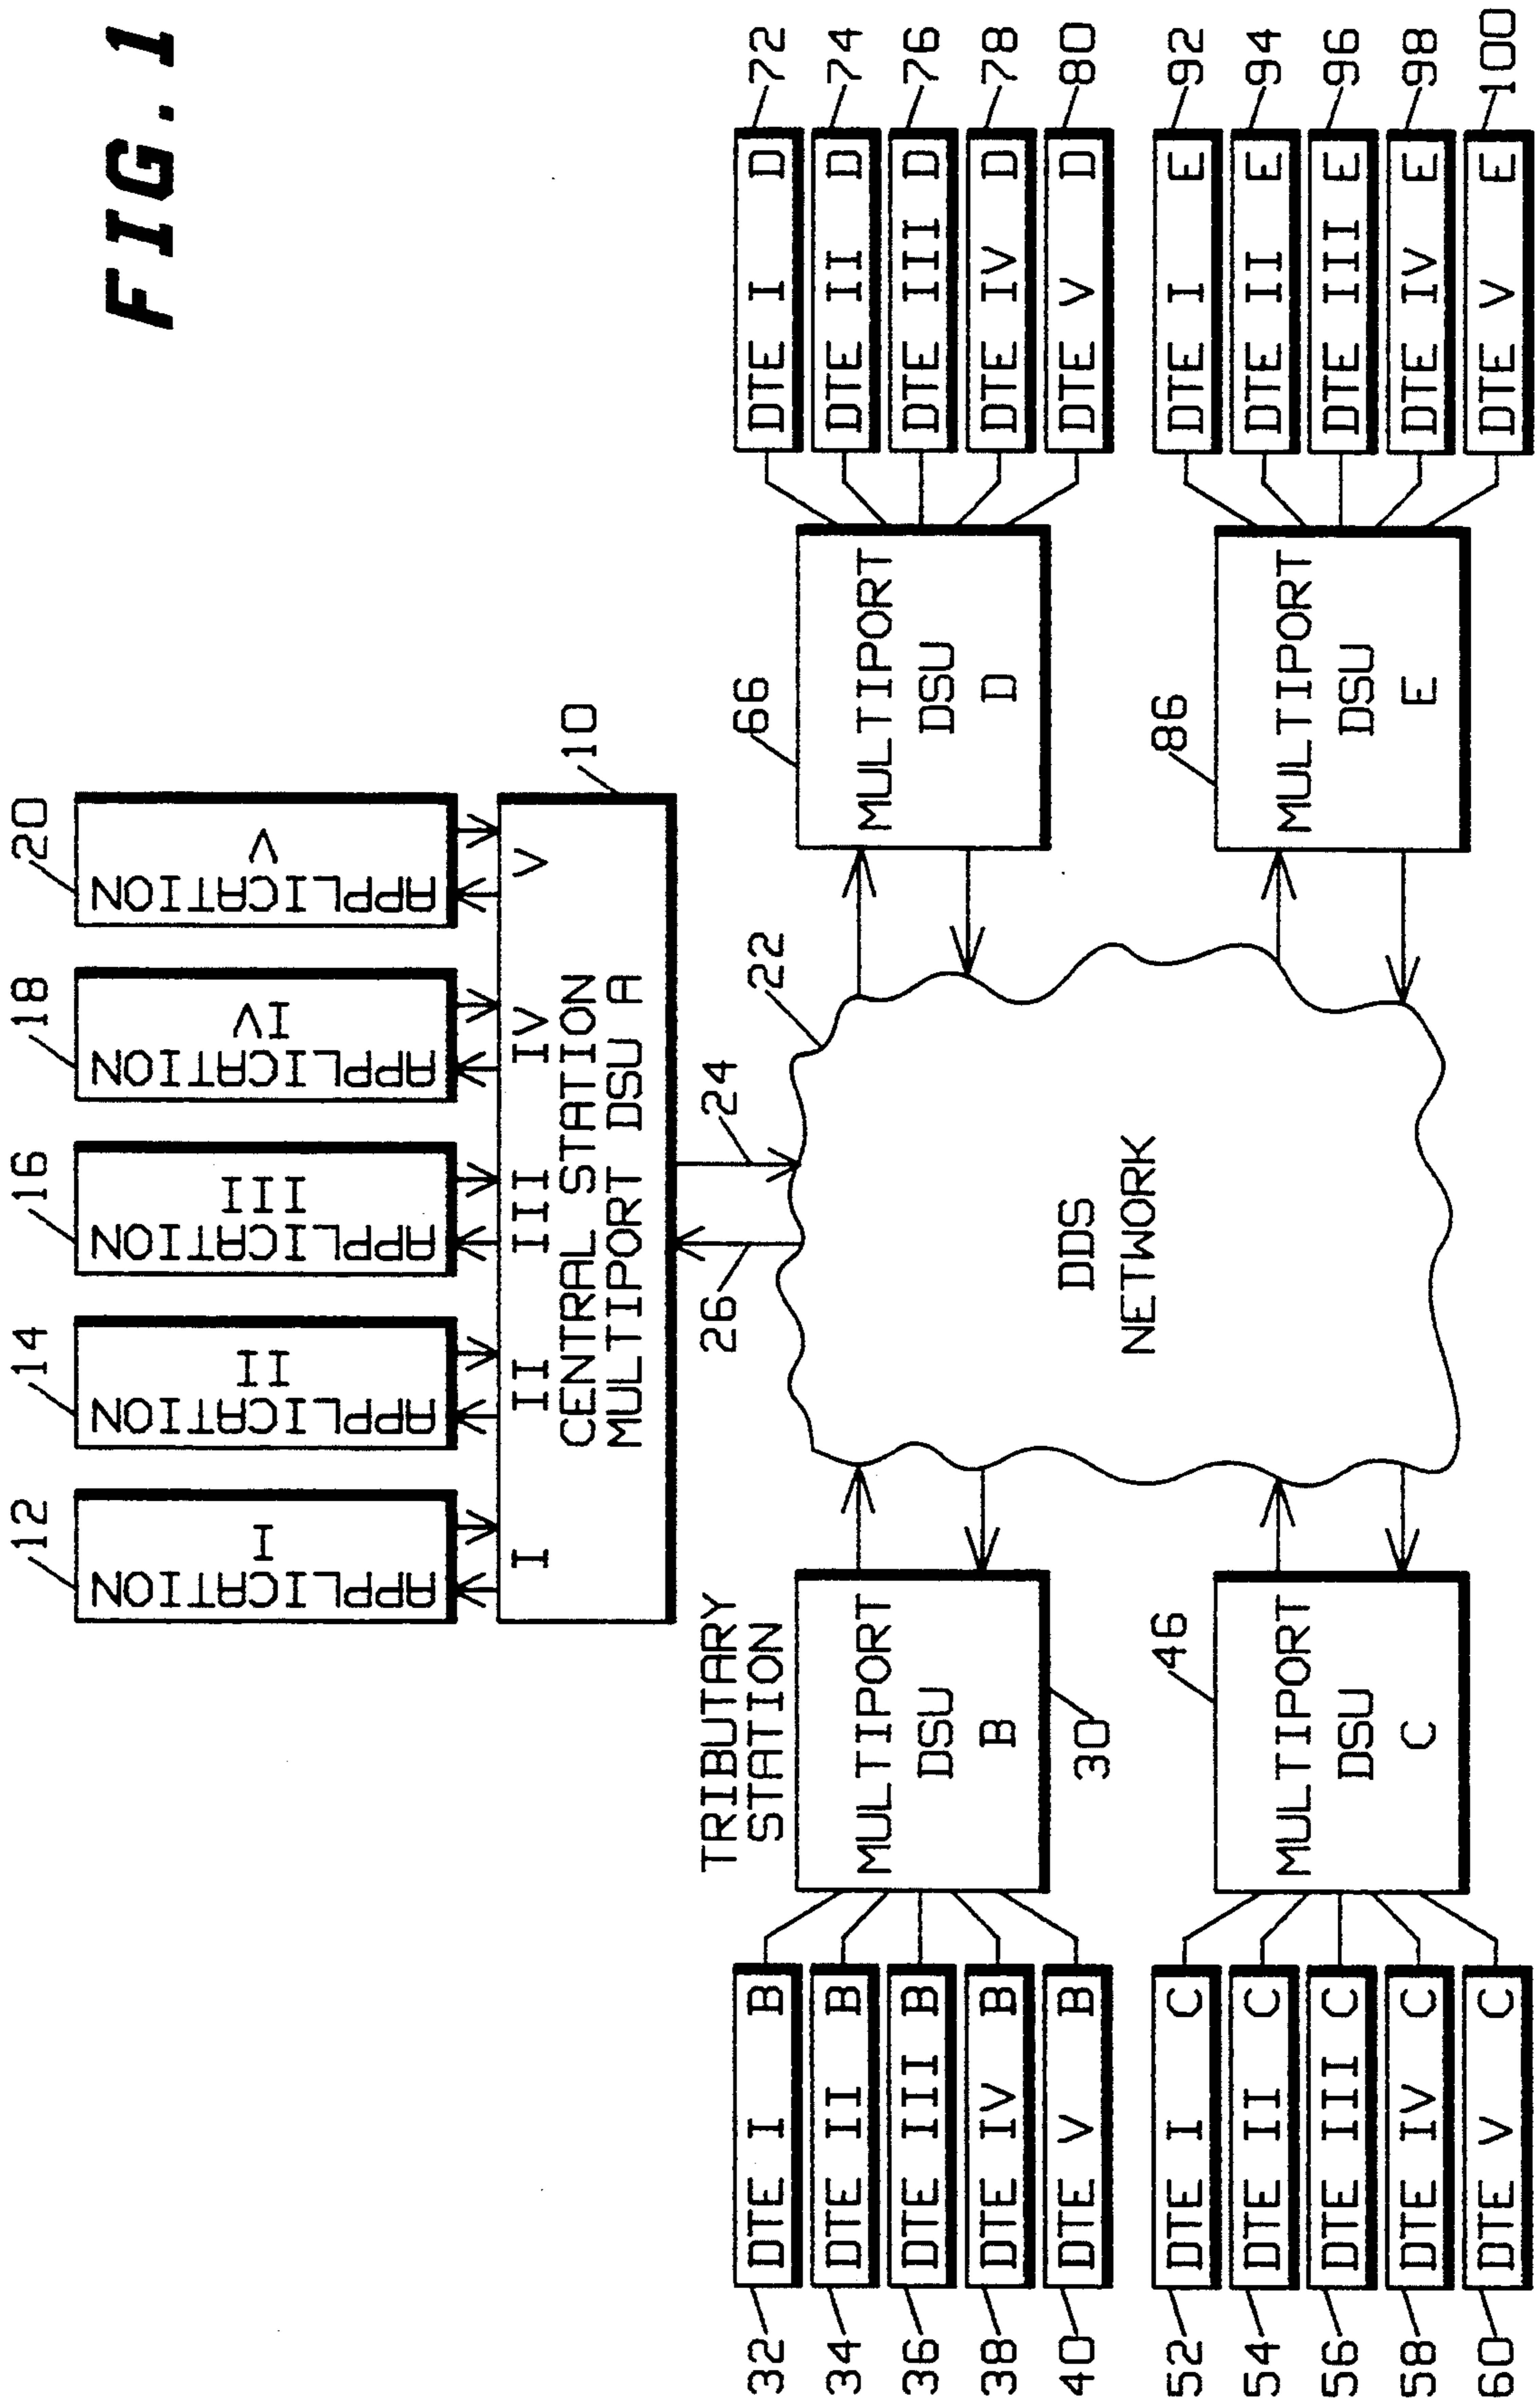 FIG. 1
12
14
16
18
20
APPLICATION
I
APPLICATION
II
APPLICATION
III
APPLICATION
IV
APPLICATION
V
I
II
III
IV
V
CENTRAL STATION
MULTIPORT DSU A
10
26
24
22
DDS
NETWORK
TRIBUTARY
STATION
MULTIPORT
DSU
B
30
32
DTE I B
34
DTE II B
36
DTE III B
38
DTE IV B
40
DTE V B
46
MULTIPORT
DSU
C
52
DTE I C
54
DTE II C
56
DTE III C
58
DTE IV C
60
DTE V C
66
MULTIPORT
DSU
D
DTE I D
72
DTE II D
74
DTE III D
76
DTE IV D
78
DTE V D
80
86
MULTIPORT
DSU
E
DTE I E
92
DTE II E
94
DTE III E
96
DTE IV E
98
DTE V E
100